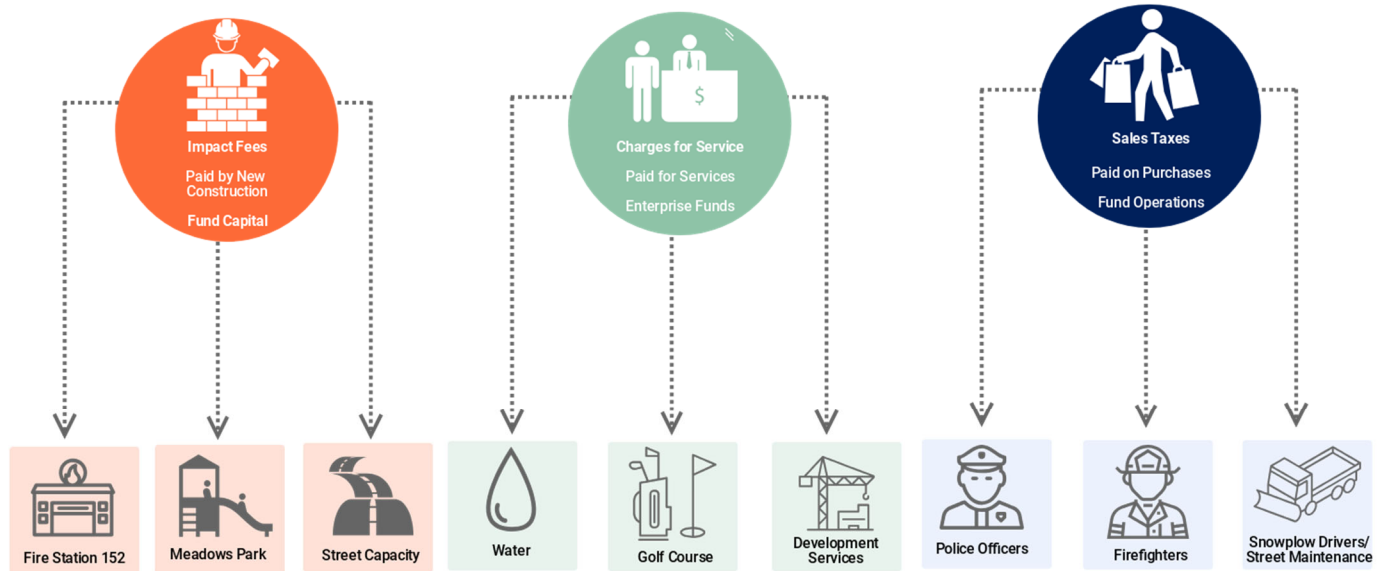 Impact Fees
Paid by New
Construction
Fund Capital
$
Charges for Service
Paid for Services
Enterprise Funds
Sales Taxes
Paid on Purchases
Fund Operations
Fire Station 152
Meadows Park
Street Capacity
Water
Golf Course
Development
Services
Police Officers
Firefighters
Snowplow Drivers/
Street Maintenance